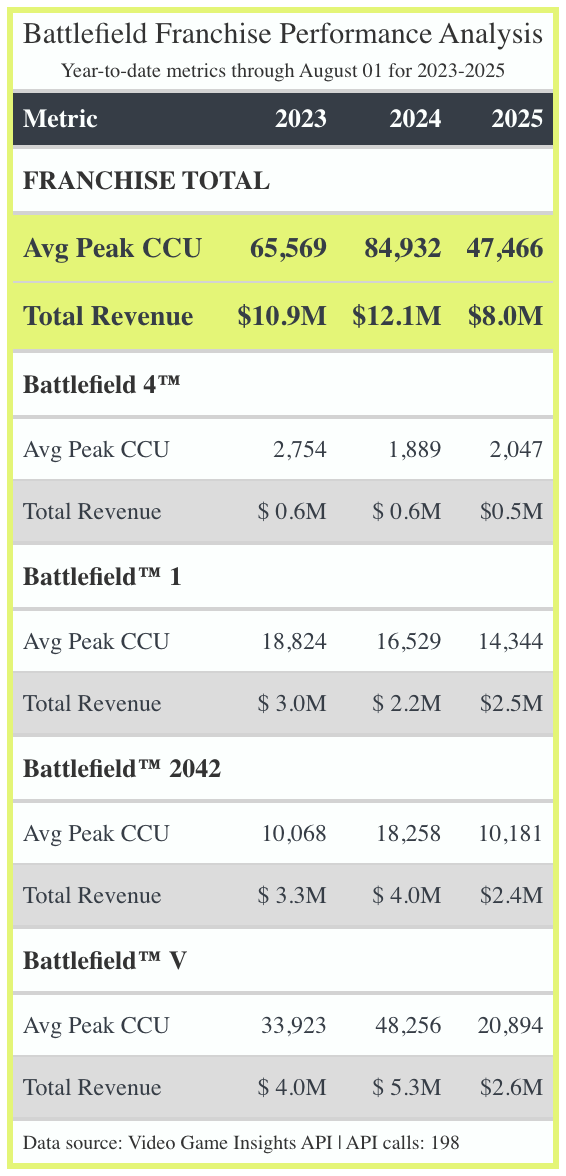 Battlefield Franchise Performance Analysis
Year-to-date metrics through August 01 for 2023-2025
Metric 2023 2024 2025
FRANCHISE TOTAL
Avg Peak CCU 65,569 84,932 47,466
Total Revenue $10.9M $12.1M $8.0M
Battlefield 4™
Avg Peak CCU 2,754 1,889 2,047
Total Revenue $ 0.6M $ 0.6M $0.5M
Battlefield™ 1
Avg Peak CCU 18,824 16,529 14,344
Total Revenue $ 3.0M $ 2.2M $2.5M
Battlefield™ 2042
Avg Peak CCU 10,068 18,258 10,181
Total Revenue $ 3.3M $ 4.0M $2.4M
Battlefield™ V
Avg Peak CCU 33,923 48,256 20,894
Total Revenue $ 4.0M $ 5.3M $2.6M
Data source: Video Game Insights API | API calls: 198